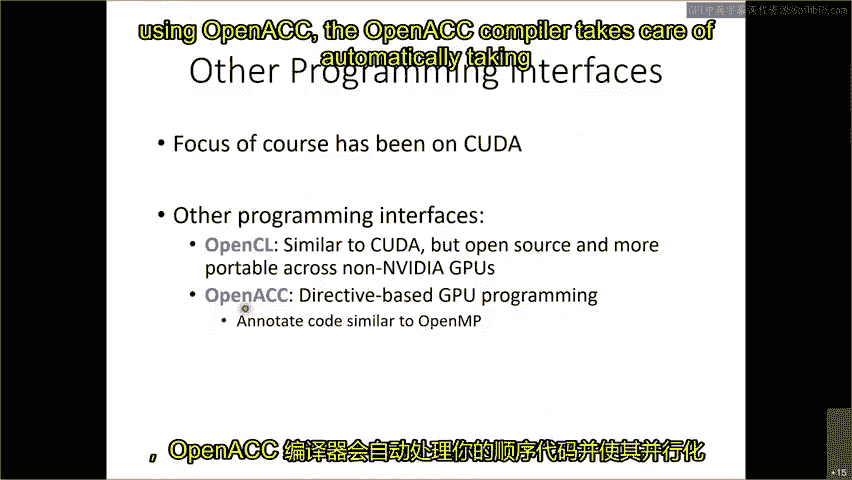 using OpenACC, the OpenACC compiler takes care of
automatically taking
Other Programming Interfaces
• Focus of course has been on CUDA
• Other programming interfaces:
• OpenCL: Similar to CUDA, but open source and more
portable across non-NVIDIA GPUs
• OpenACC: Directive-based GPU programming
• Annotate code similar to OpenMP
，OpenACC 编译器会自动处理你的顺序代码并使其并行化
+15